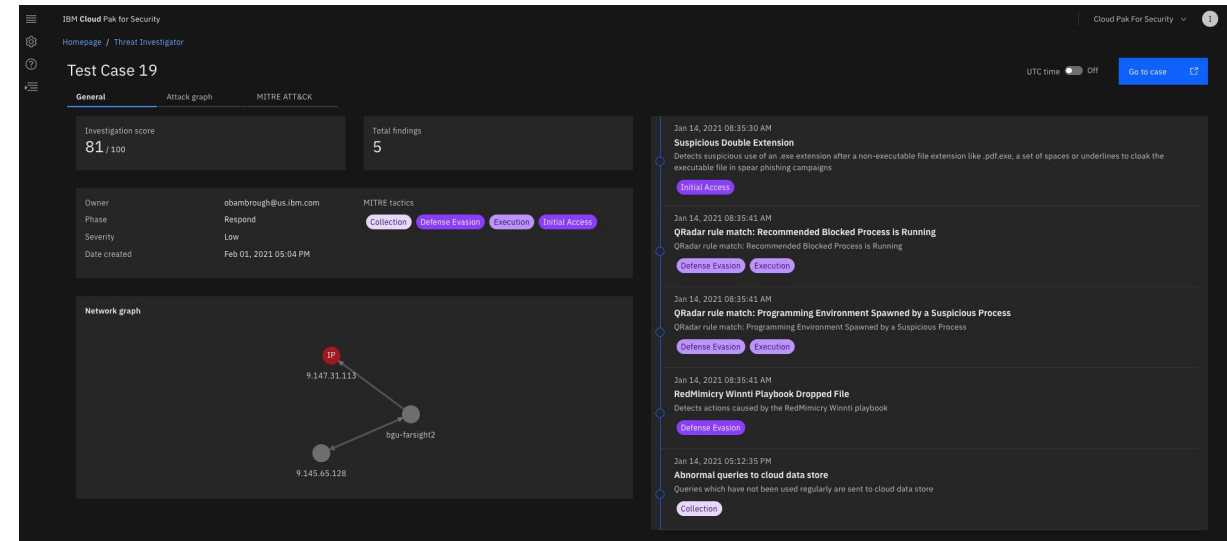 IBM Cloud Pak for Security
Cloud Pak For Security
I
Homepage / Threat Investigator
Test Case 19
UTC time Off
Go to case
General Attack graph MITRE ATT&CK
Investigation score
81 / 100
Total findings
5
Owner obambrough@us.ibm.com
Phase Respond
Severity Low
Date created Feb 01, 2021 05:04 PM
MITRE tactics
Collection Defense Evasion Execution Initial Access
Network graph
IP
9.147.31.113
bgu-farsight2
9.145.65.128
Jan 14, 2021 08:35:30 AM
Suspicious Double Extension
Detects suspicious use of an .exe extension after a non-executable file extension like .pdf.exe, a set of spaces or underlines to cloak the
executable file in spear phishing campaigns
Initial Access
Jan 14, 2021 08:35:41 AM
QRadar rule match: Recommended Blocked Process is Running
QRadar rule match: Recommended Blocked Process is Running
Defense Evasion Execution
Jan 14, 2021 08:35:41 AM
QRadar rule match: Programming Environment Spawned by a Suspicious Process
QRadar rule match: Programming Environment Spawned by a Suspicious Process
Defense Evasion Execution
Jan 14, 2021 08:35:41 AM
RedMimicry Winnti Playbook Dropped File
Detects actions caused by the RedMimicry Winnti playbook
Defense Evasion
Jan 14, 2021 05:12:35 PM
Abnormal queries to cloud data store
Queries which have not been used regularly are sent to cloud data store
Collection